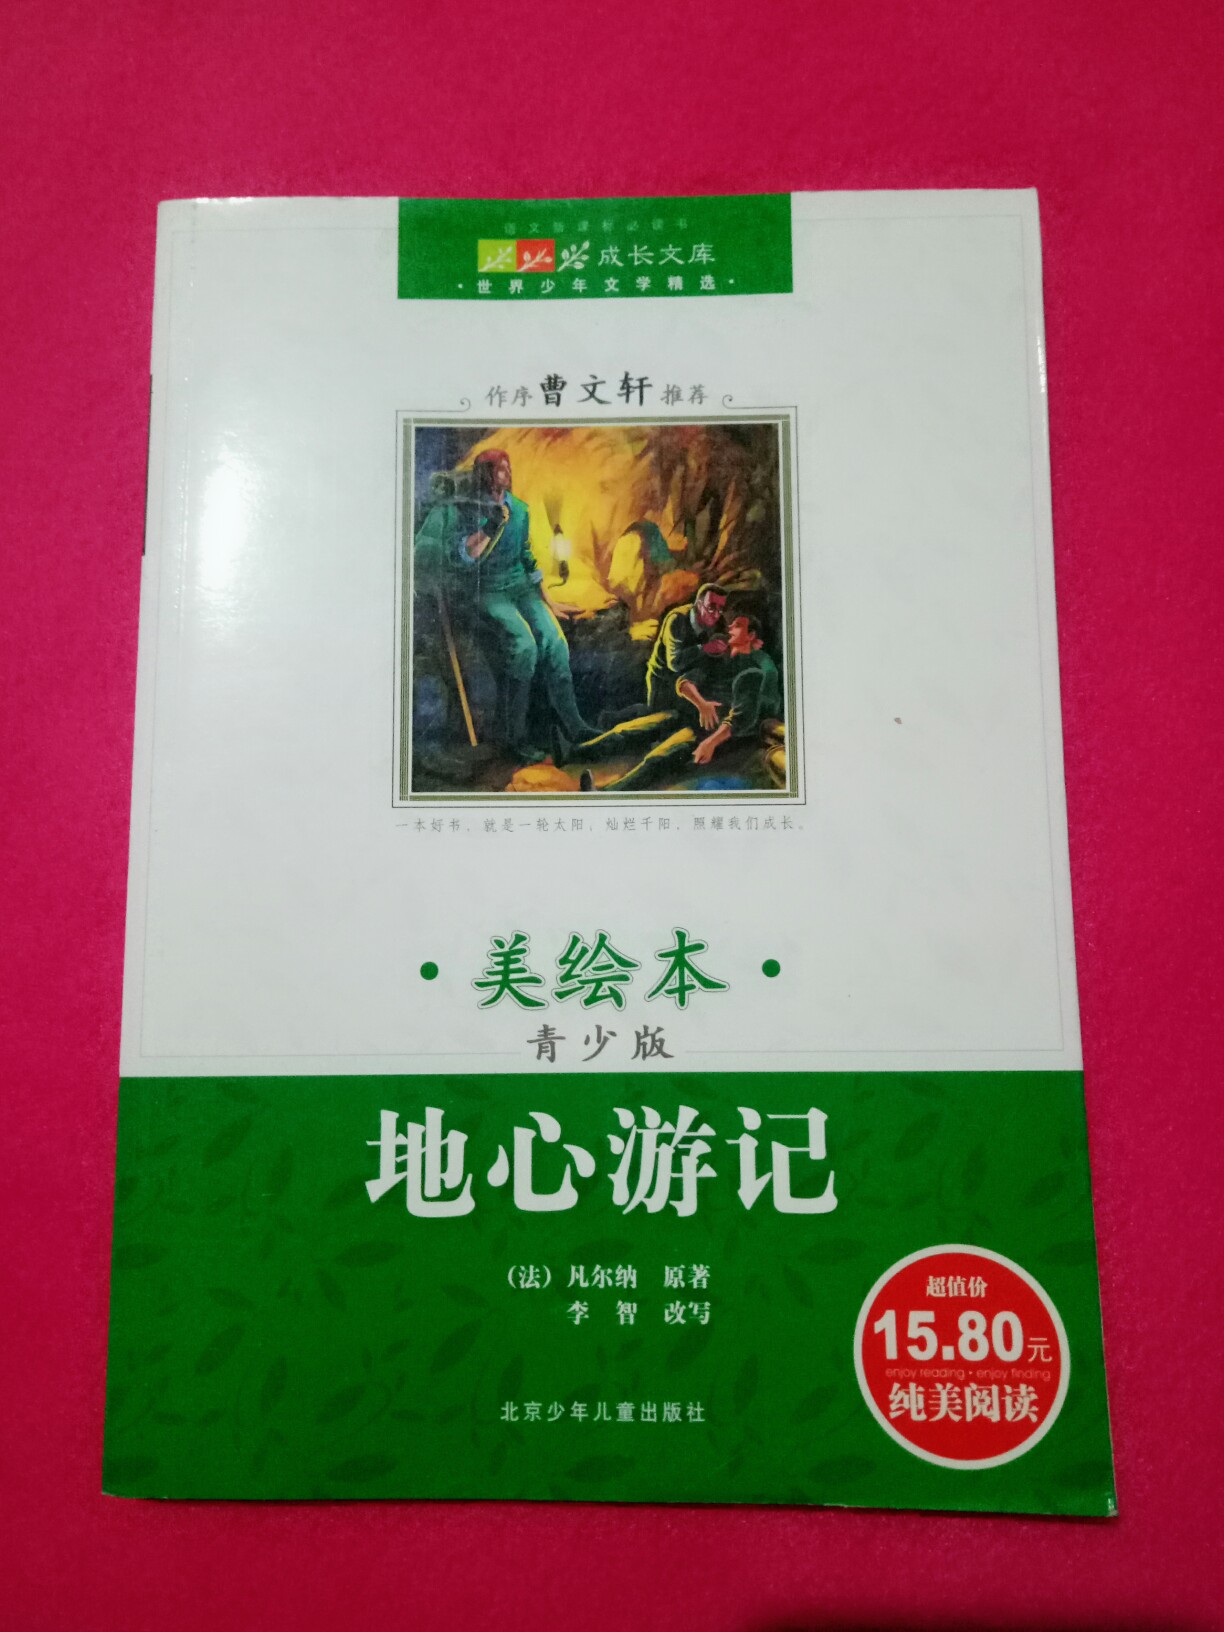 语文新课标必读书
成长文库
·世界少年文学精选·
作序 曹文轩 推荐
一本好书，就是一轮太阳，灿烂千阳，照耀我们成长。
·美绘本·
青少版
地心游记
（法）凡尔纳 原著
李智 改写
北京少年儿童出版社
超值价
15.80元
enjoy reading·enjoy finding
纯美阅读